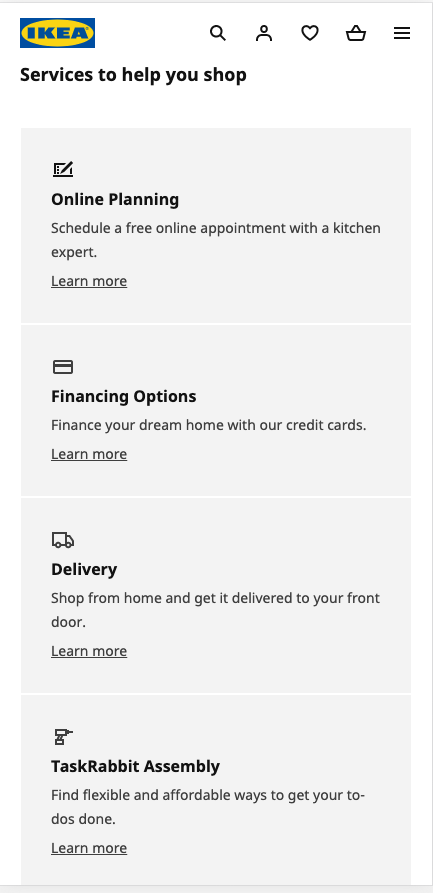 IKEA
Services to help you shop
Online Planning
Schedule a free online appointment with a kitchen
expert.
Learn more
Financing Options
Finance your dream home with our credit cards.
Learn more
Delivery
Shop from home and get it delivered to your front
door.
Learn more
TaskRabbit Assembly
Find flexible and affordable ways to get your to-
dos done.
Learn more